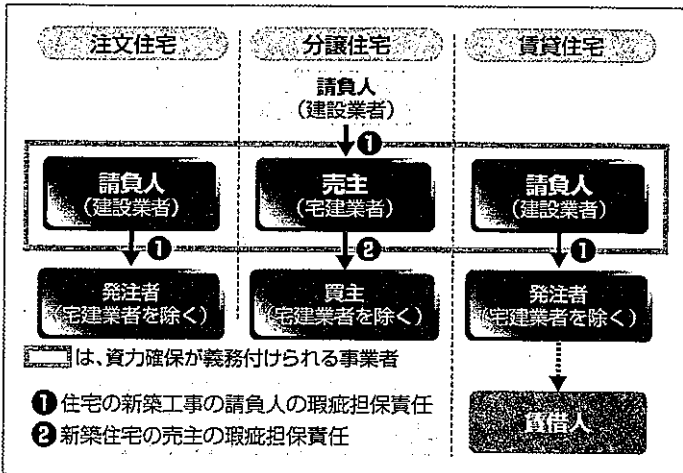 注文住宅
分譲住宅
賃貸住宅
請負人
(建設業者)
❶
請負人
(建設業者)
売主
(宅建業者)
請負人
(建設業者)
❶
❷
❶
発注者
(宅建業者を除く)
買主
(宅建業者を除く)
発注者
(宅建業者を除く)
は、資力確保が義務付けられる事業者
❶住宅の新築工事の請負人の瑕疵担保責任
❷新築住宅の売主の瑕疵担保責任
賃借人